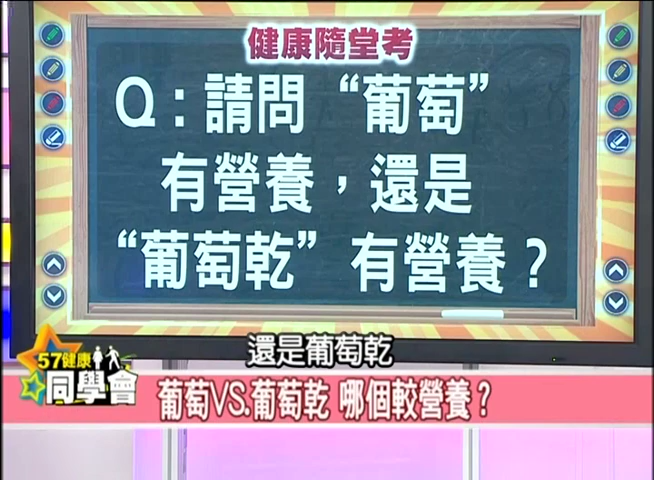 健康隨堂考
Q：請問“葡萄”
有營養，還是
“葡萄乾”有營養？
還是葡萄乾
57健康
同學會
葡萄VS.葡萄乾 哪個較營養？